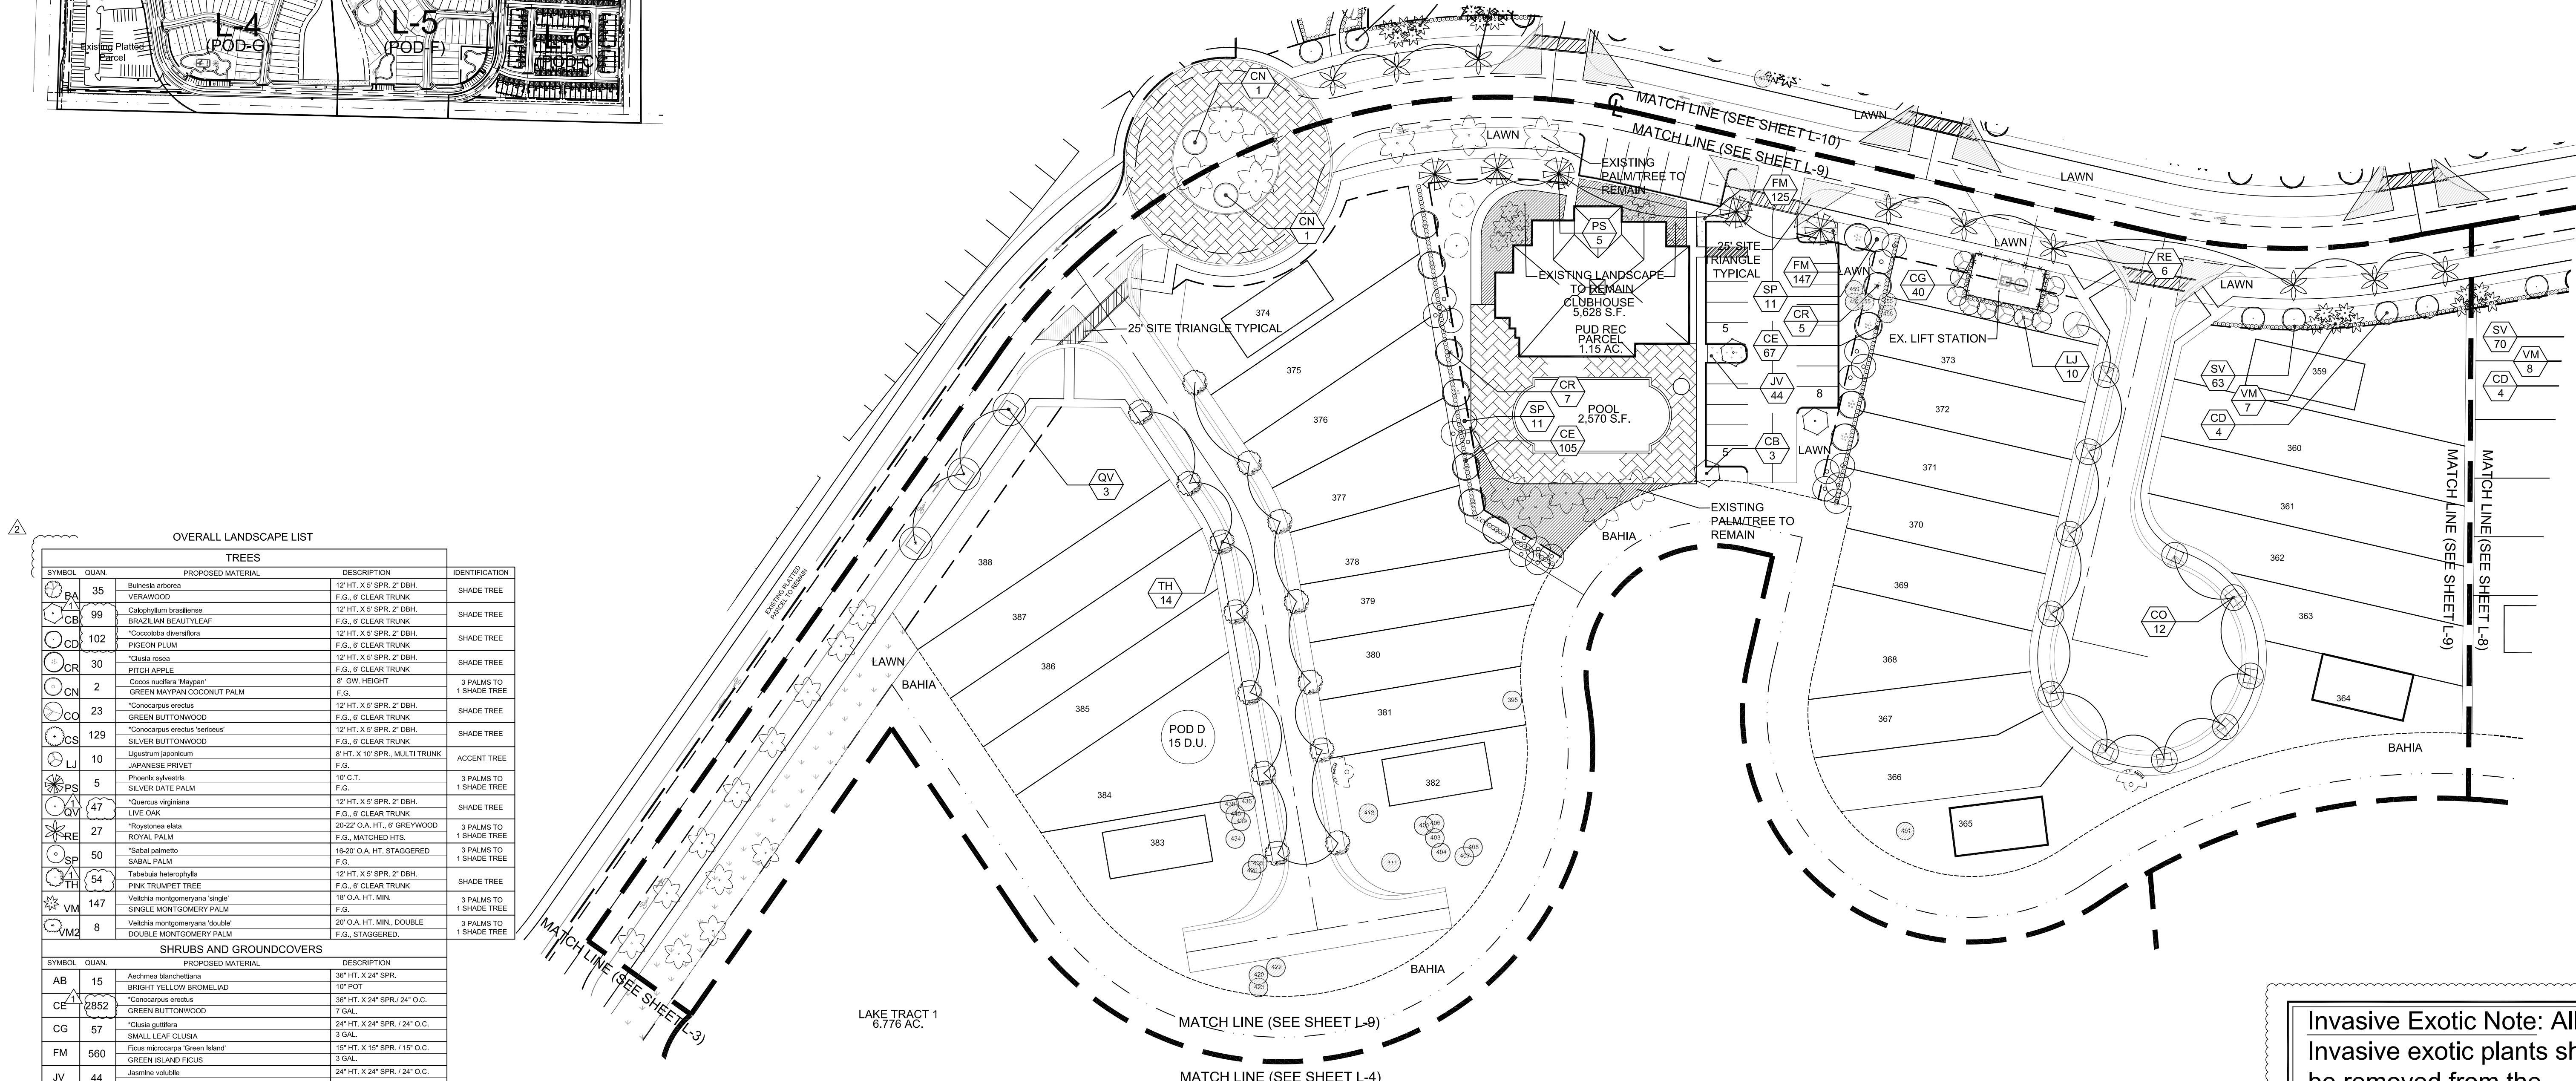 L-4
(POD-G)
L-5
(POD-F)
L-6
(POD-C)
Existing Platted
Parcel
CN
1
CN
1
MATCH LINE (SEE SHEET L-10)
MATCH LINE (SEE SHEET L-9)
LAWN
LAWN
LAWN
LAWN
LAWN
LAWN
LAWN
EXISTING
PALM/TREE TO
REMAIN
FM
125
PS
5
25' SITE
TRIANGLE
TYPICAL
EXISTING LANDSCAPE
TO REMAIN
CLUBHOUSE
5,628 S.F.
PUD REC
PARCEL
1.15 AC.
FM
147
SP
11
CR
5
CE
67
JV
44
CB
3
5
5
8
CG
40
RE
6
EX. LIFT STATION
LJ
10
SV
63
VM
7
CD
4
SV
70
VM
8
CD
4
25' SITE TRIANGLE TYPICAL
CR
7
SP
11
CE
105
POOL
2,570 S.F.
EXISTING
PALM/TREE TO
REMAIN
BAHIA
QV
3
TH
14
CO
12
374
375
376
377
378
379
380
381
382
383
384
385
386
387
388
373
372
371
370
369
368
367
366
365
359
360
361
362
363
364
MATCH LINE (SEE SHEET L-9)
MATCH LINE (SEE SHEET L-8)
EXISTING PLATTED
PARCEL TO REMAIN
LAWN
BAHIA
POD D
15 D.U.
395
413
411
434
403
404
422
491
BAHIA
BAHIA
LAKE TRACT 1
6.776 AC.
MATCH LINE (SEE SHEET L-3)
MATCH LINE (SEE SHEET L-9)
MATCH LINE (SEE SHEET L-4)
2
OVERALL LANDSCAPE LIST
TREES
SYMBOL QUAN. PROPOSED MATERIAL DESCRIPTION IDENTIFICATION
BA 35 Bulnesia arborea 12' HT. X 5' SPR. 2" DBH. SHADE TREE
VERAWOOD F.G., 6' CLEAR TRUNK
1 CB 99 Calophyllum brasiliense 12' HT. X 5' SPR. 2" DBH. SHADE TREE
BRAZILIAN BEAUTYLEAF F.G., 6' CLEAR TRUNK
CD 102 *Coccoloba diversiflora 12' HT. X 5' SPR. 2" DBH. SHADE TREE
PIGEON PLUM F.G., 6' CLEAR TRUNK
CR 30 *Clusia rosea 12' HT. X 5' SPR. 2" DBH. SHADE TREE
PITCH APPLE F.G., 6' CLEAR TRUNK
CN 2 Cocos nucifera 'Maypan' 8' GW. HEIGHT 3 PALMS TO
GREEN MAYPAN COCONUT PALM F.G. 1 SHADE TREE
CO 23 *Conocarpus erectus 12' HT. X 5' SPR. 2" DBH. SHADE TREE
GREEN BUTTONWOOD F.G., 6' CLEAR TRUNK
CS 129 *Conocarpus erectus 'sericeus' 12' HT. X 5' SPR. 2" DBH. SHADE TREE
SILVER BUTTONWOOD F.G., 6' CLEAR TRUNK
LJ 10 Ligustrum japonicum 8' HT. X 10' SPR., MULTI TRUNK ACCENT TREE
JAPANESE PRIVET F.G.
PS 5 Phoenix sylvestris 10' C.T. 3 PALMS TO
SILVER DATE PALM F.G. 1 SHADE TREE
1 QV 47 *Quercus virginiana 12' HT. X 5' SPR. 2" DBH. SHADE TREE
LIVE OAK F.G., 6' CLEAR TRUNK
RE 27 *Roystonea elata 20-22' O.A. HT., 6' GREYWOOD 3 PALMS TO
ROYAL PALM F.G., MATCHED HTS. 1 SHADE TREE
SP 50 *Sabal palmetto 16-20' O.A. HT. STAGGERED 3 PALMS TO
SABAL PALM F.G. 1 SHADE TREE
1 TH 54 Tabebuia heterophylla 12' HT. X 5' SPR. 2" DBH. SHADE TREE
PINK TRUMPET TREE F.G., 6' CLEAR TRUNK
VM 147 Veitchia montgomeryana 'single' 18' O.A. HT. MIN. 3 PALMS TO
SINGLE MONTGOMERY PALM F.G. 1 SHADE TREE
VM2 8 Veitchia montgomeryana 'double' 20' O.A. HT. MIN.. DOUBLE 3 PALMS TO
DOUBLE MONTGOMERY PALM F.G., STAGGERED. 1 SHADE TREE
SHRUBS AND GROUNDCOVERS
SYMBOL QUAN. PROPOSED MATERIAL DESCRIPTION
AB 15 Aechmea blanchettiana 36" HT. X 24" SPR.
BRIGHT YELLOW BROMELIAD 10" POT
CE 1 2852 *Conocarpus erectus 36" HT. X 24" SPR./ 24" O.C.
GREEN BUTTONWOOD 7 GAL.
CG 57 *Clusia guttifera 24" HT. X 24" SPR. / 24" O.C.
SMALL LEAF CLUSIA 3 GAL.
FM 560 Ficus microcarpa 'Green Island' 15" HT. X 15" SPR. / 15" O.C.
GREEN ISLAND FICUS 3 GAL.
JV 44 Jasmine volubile 24" HT. X 24" SPR. / 24" O.C.
Invasive Exotic Note: All
Invasive exotic plants sh
be removed from the